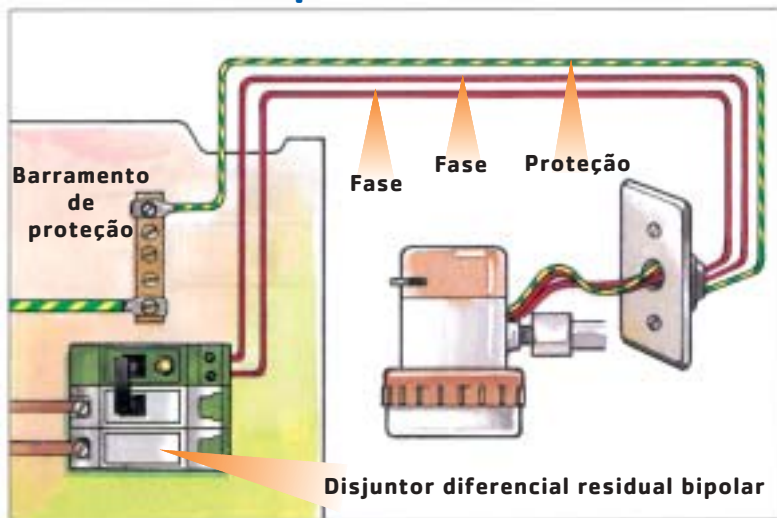 Barramento
de
proteção
Fase
Fase
Proteção
Disjuntor diferencial residual bipolar